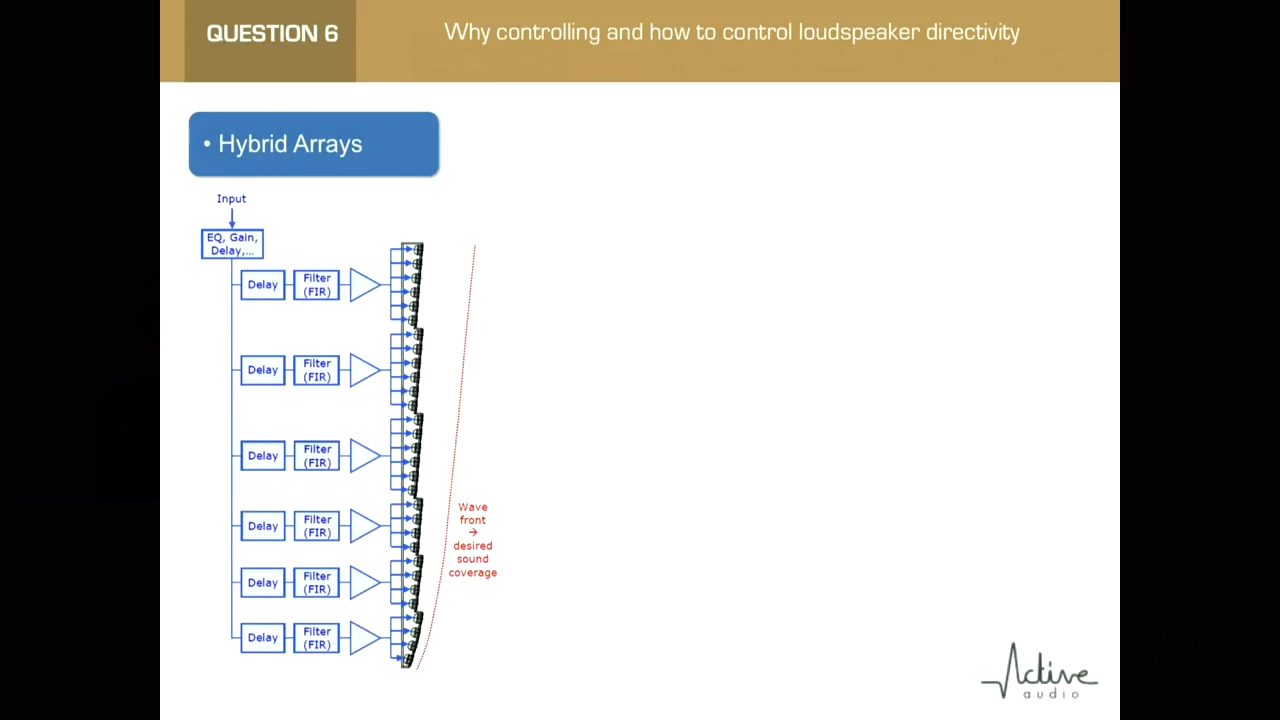 QUESTION 6
Why controlling and how to control loudspeaker directivity
• Hybrid Arrays
Input
EQ, Gain,
Delay,...
Delay
Filter
(FIR)
Delay
Filter
(FIR)
Delay
Filter
(FIR)
Delay
Filter
(FIR)
Delay
Filter
(FIR)
Delay
Filter
(FIR)
Wave
front
→
desired
sound
coverage
Active
audio